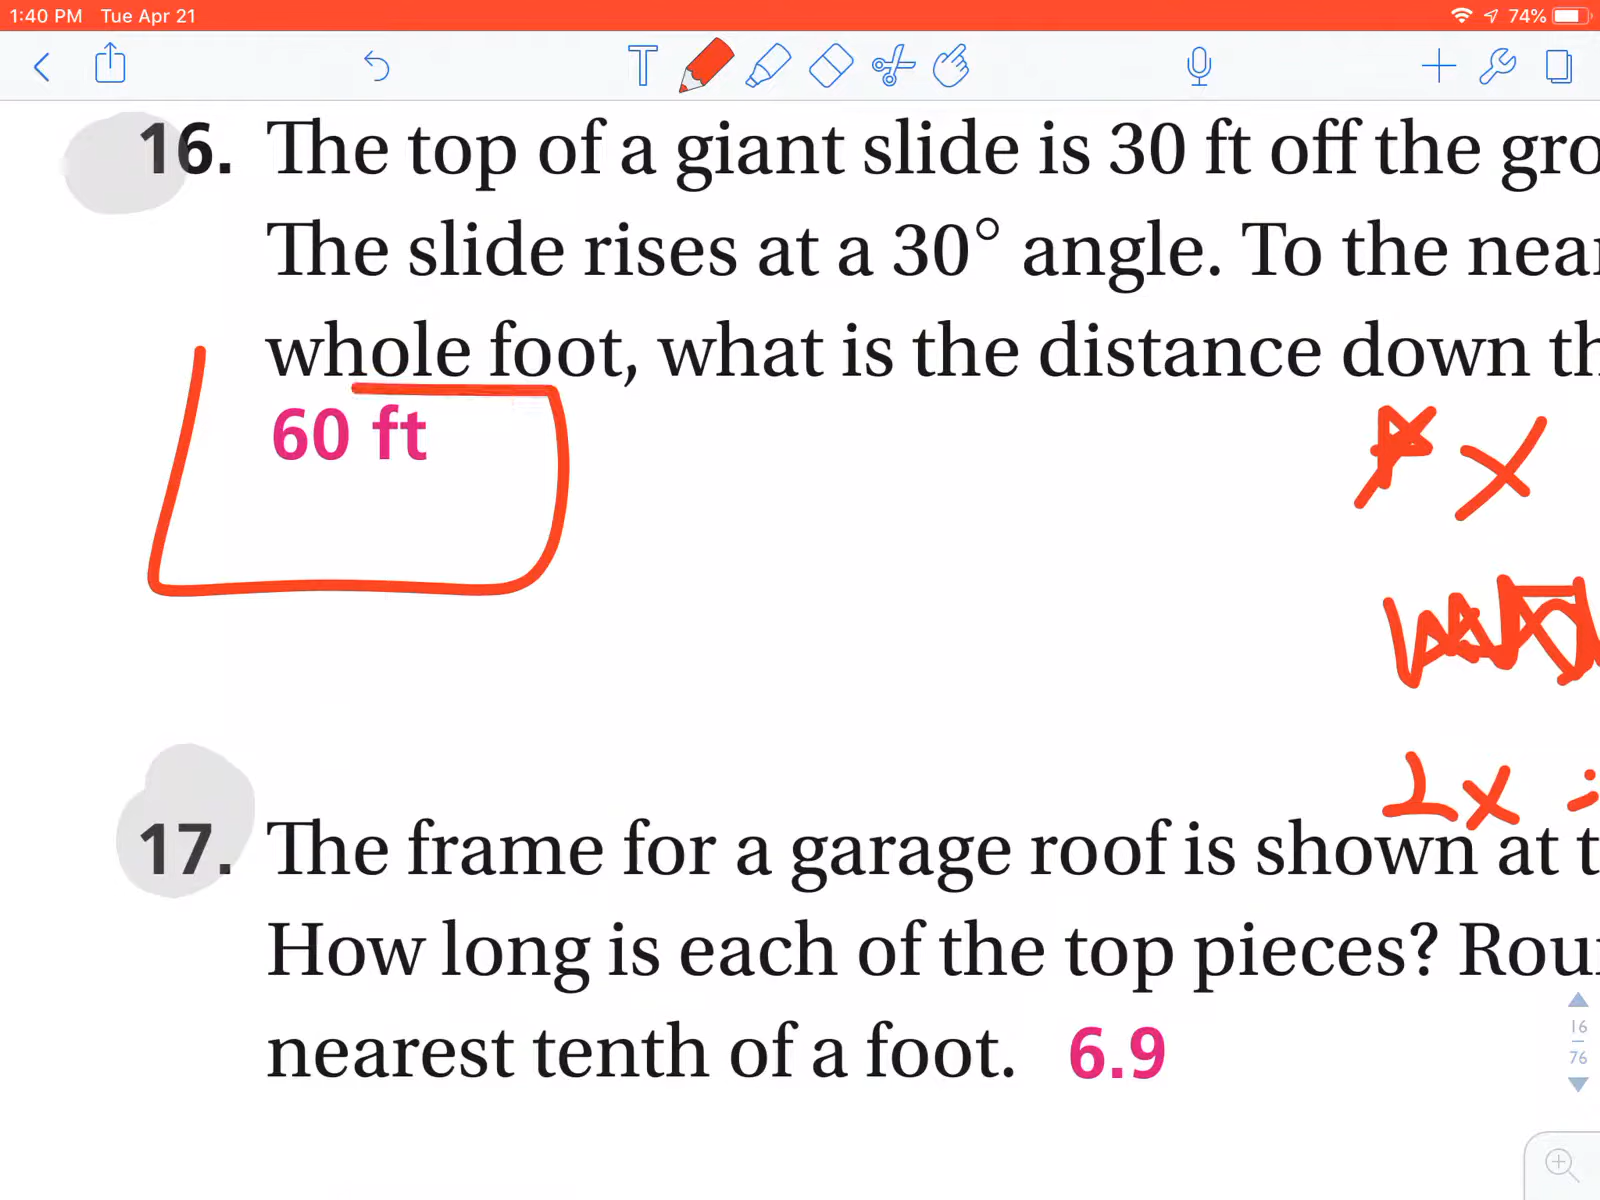 1:40 PM Tue Apr 21 74%
T
16. The top of a giant slide is 30 ft off the gro
The slide rises at a 30° angle. To the near
whole foot, what is the distance down th
60 ft
x
2x
17. The frame for a garage roof is shown at t
How long is each of the top pieces? Rou
nearest tenth of a foot. 6.9
16
76